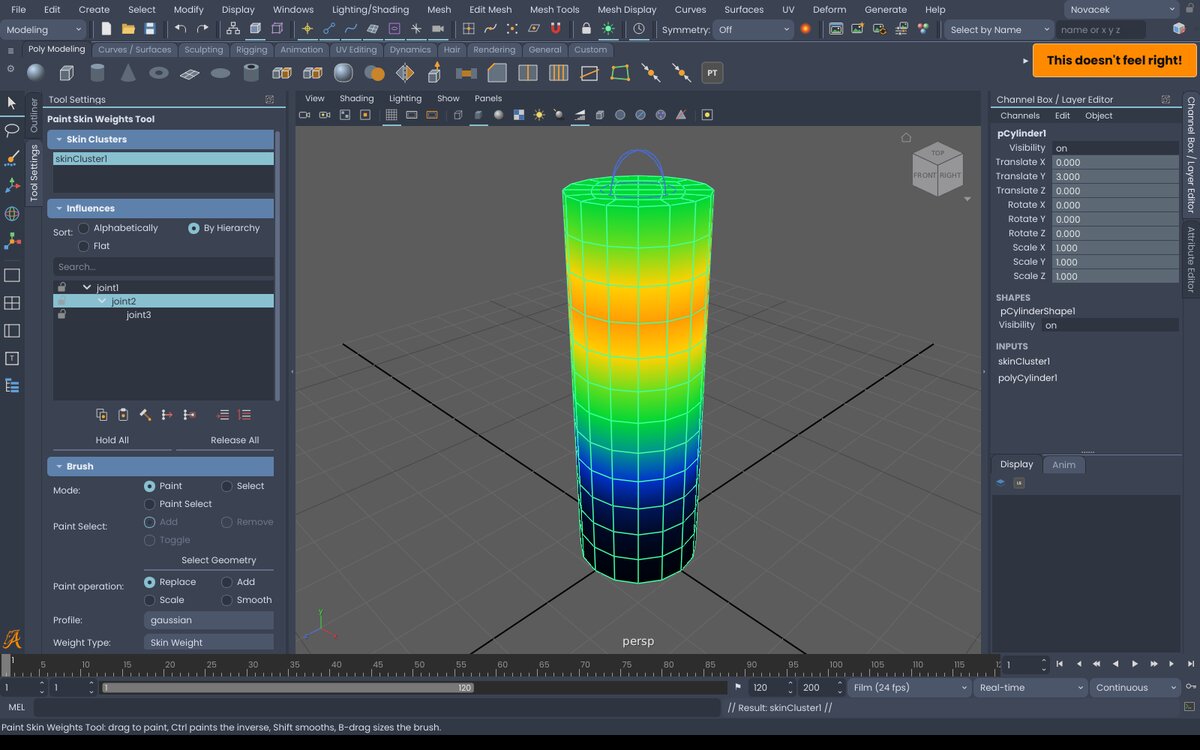 File Edit Create Select Modify Display Windows Lighting/Shading Mesh Edit Mesh Mesh Tools Mesh Display Curves Surfaces UV Deform Generate Help Novacek
Modeling Symmetry: Off Select by Name name or x y z
Poly Modeling Curves / Surfaces Sculpting Rigging Animation UV Editing Dynamics Hair Rendering General Custom
PT
This doesn't feel right!
Tool Settings
Paint Skin Weights Tool
Skin Clusters
skinCluster1
Influences
Sort: Alphabetically By Hierarchy
Flat
Search...
joint1
joint2
joint3
Hold All Release All
Brush
Mode: Paint Select
Paint Select
Paint Select: Add Remove
Toggle
Select Geometry
Paint operation: Replace Add
Scale Smooth
Profile: gaussian
Weight Type: Skin Weight
Outliner
Tool Settings
View Shading Lighting Show Panels
TOP
FRONT RIGHT
y
persp
Channel Box / Layer Editor
Channels Edit Object
pCylinder1
Visibility on
Translate X 0.000
Translate Y 3.000
Translate Z 0.000
Rotate X 0.000
Rotate Y 0.000
Rotate Z 0.000
Scale X 1.000
Scale Y 1.000
Scale Z 1.000
SHAPES
pCylinderShape1
Visibility on
INPUTS
skinCluster1
polyCylinder1
Display Anim
Channel Box / Layer Editor
Attribute Editor
1 5 10 15 20 25 30 35 40 45 50 55 60 65 70 75 80 85 90 95 100 105 110 115 1
1 1 1 120 120 200 Film (24 fps) Real-time Continuous
MEL // Result: skinCluster1 //
Paint Skin Weights Tool: drag to paint, Ctrl paints the inverse, Shift smooths, B-drag sizes the brush.